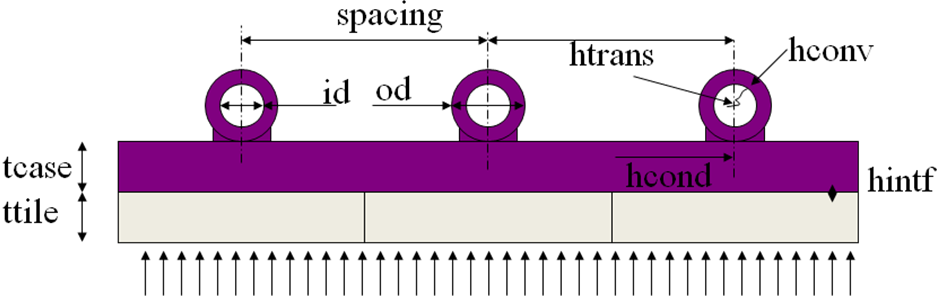 spacing
htrans
hconv
id
od
tcase
hcond
hintf
ttile